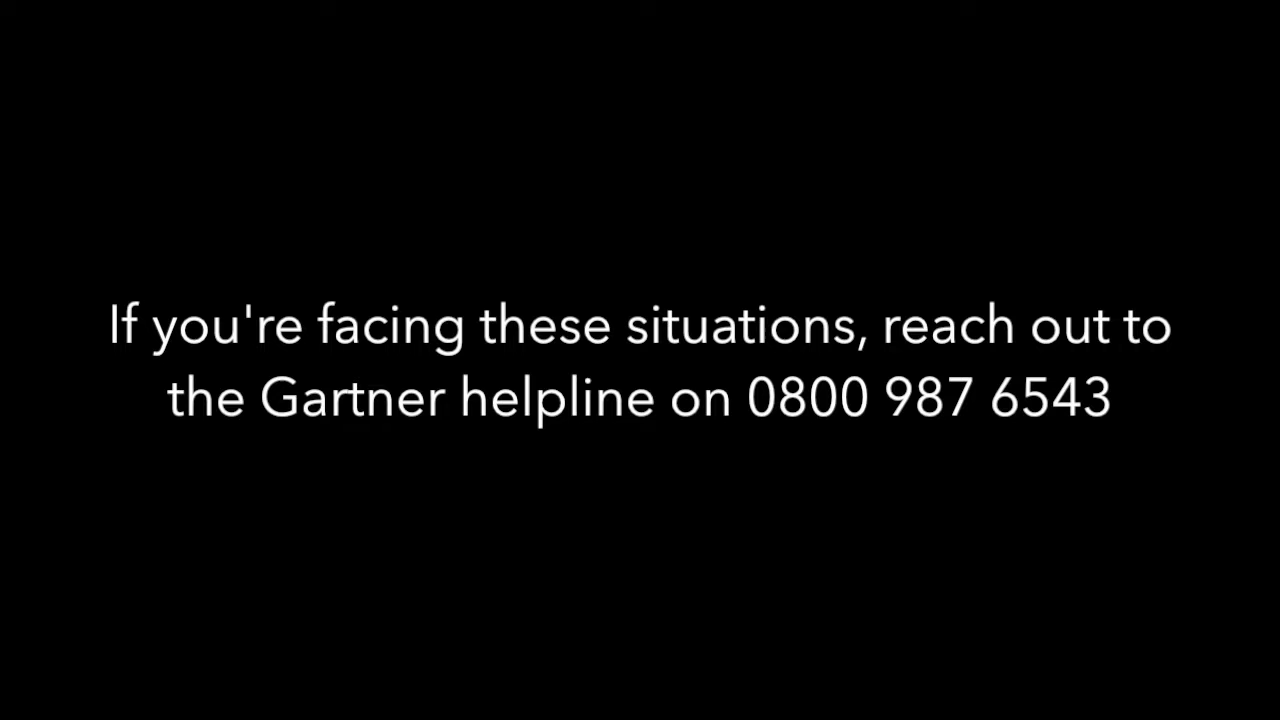 If you're facing these situations, reach out to
the Gartner helpline on 0800 987 6543